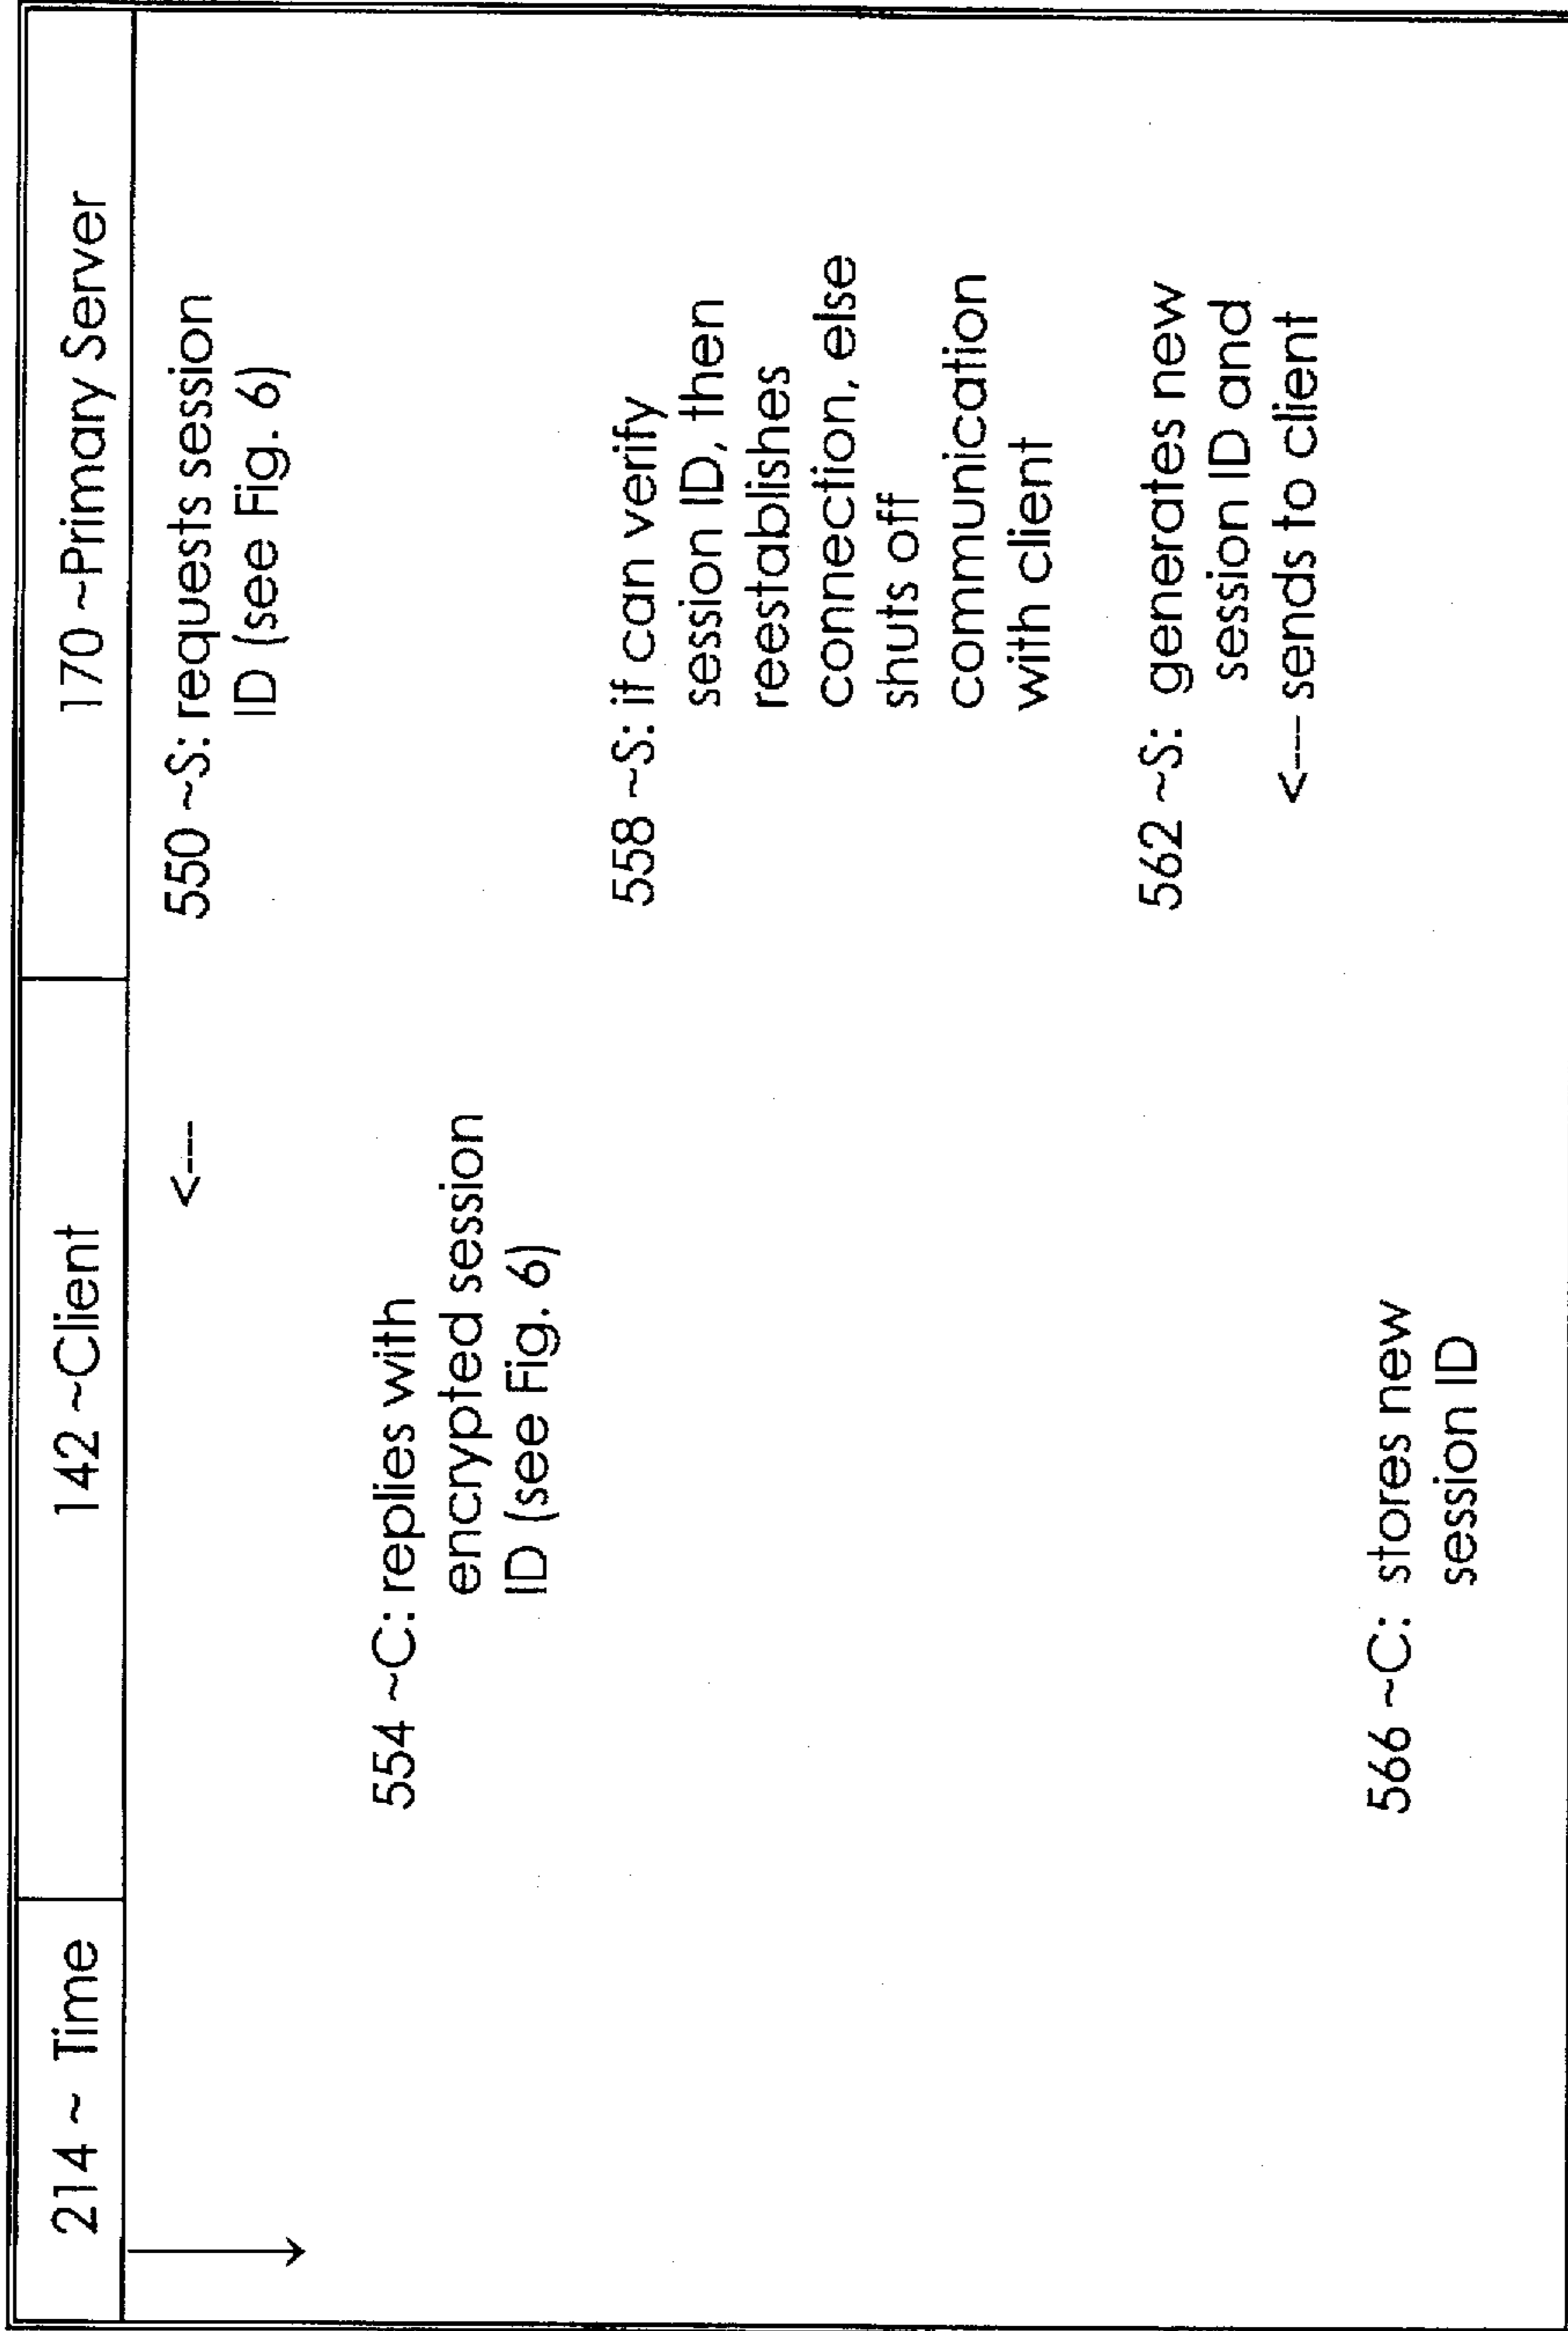 214 ~ Time
142 ~Client
170 ~Primary Server
<---
550 ~S: requests session
ID (see Fig. 6)
554 ~C: replies with
encrypted session
ID (see Fig. 6)
558 ~S: if can verify
session ID, then
reestablishes
connection, else
shuts off
communication
with client
562 ~S: generates new
session ID and
<--- sends to client
566 ~C: stores new
session ID